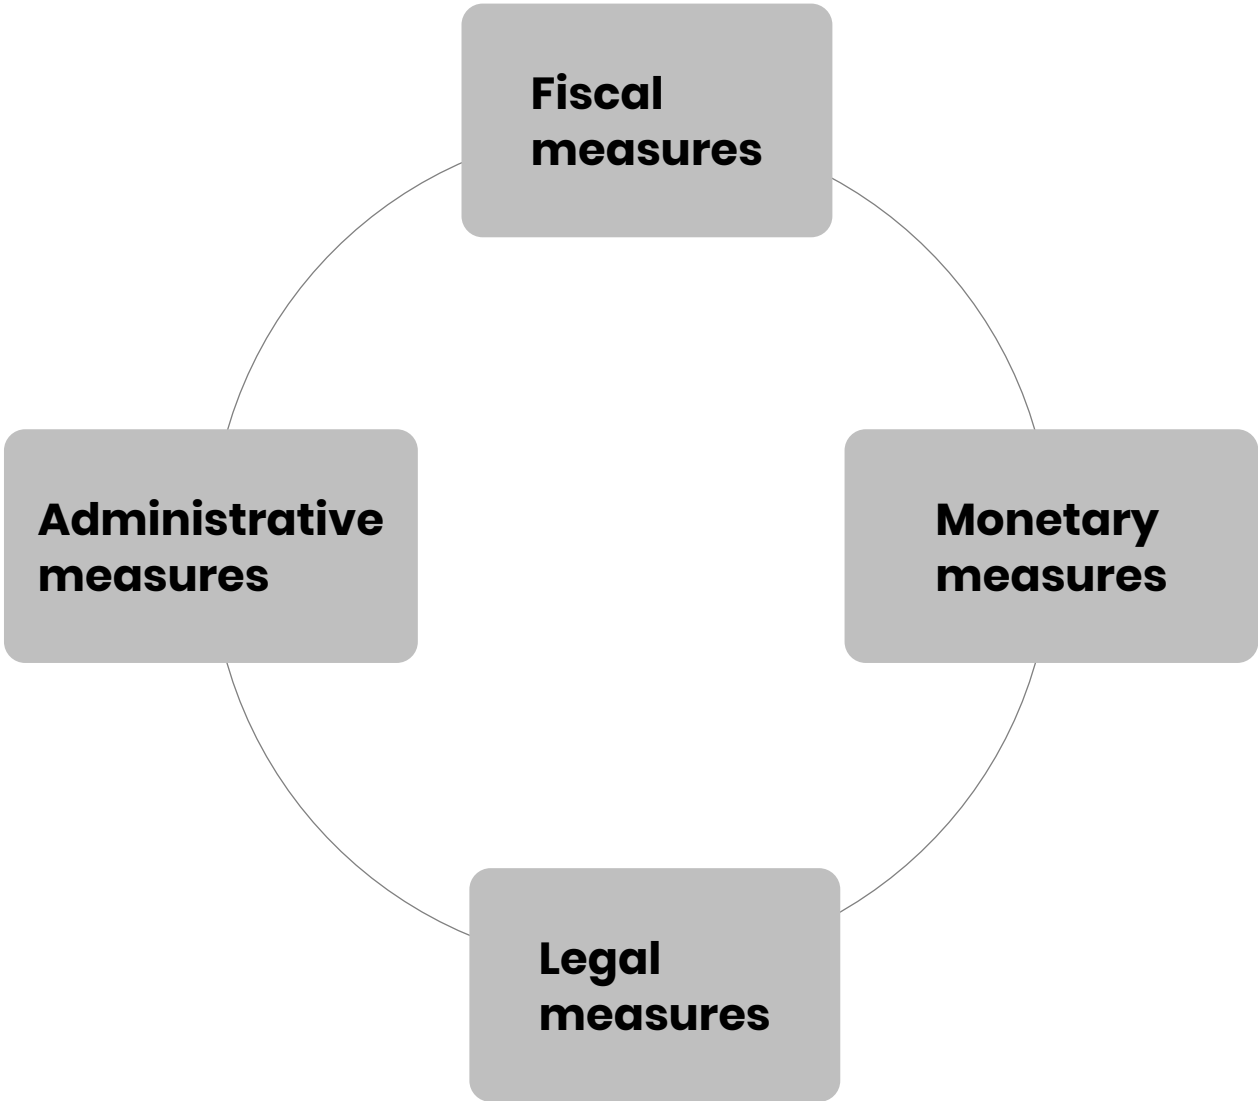 Fiscal
measures
Administrative
measures
Monetary
measures
Legal
measures